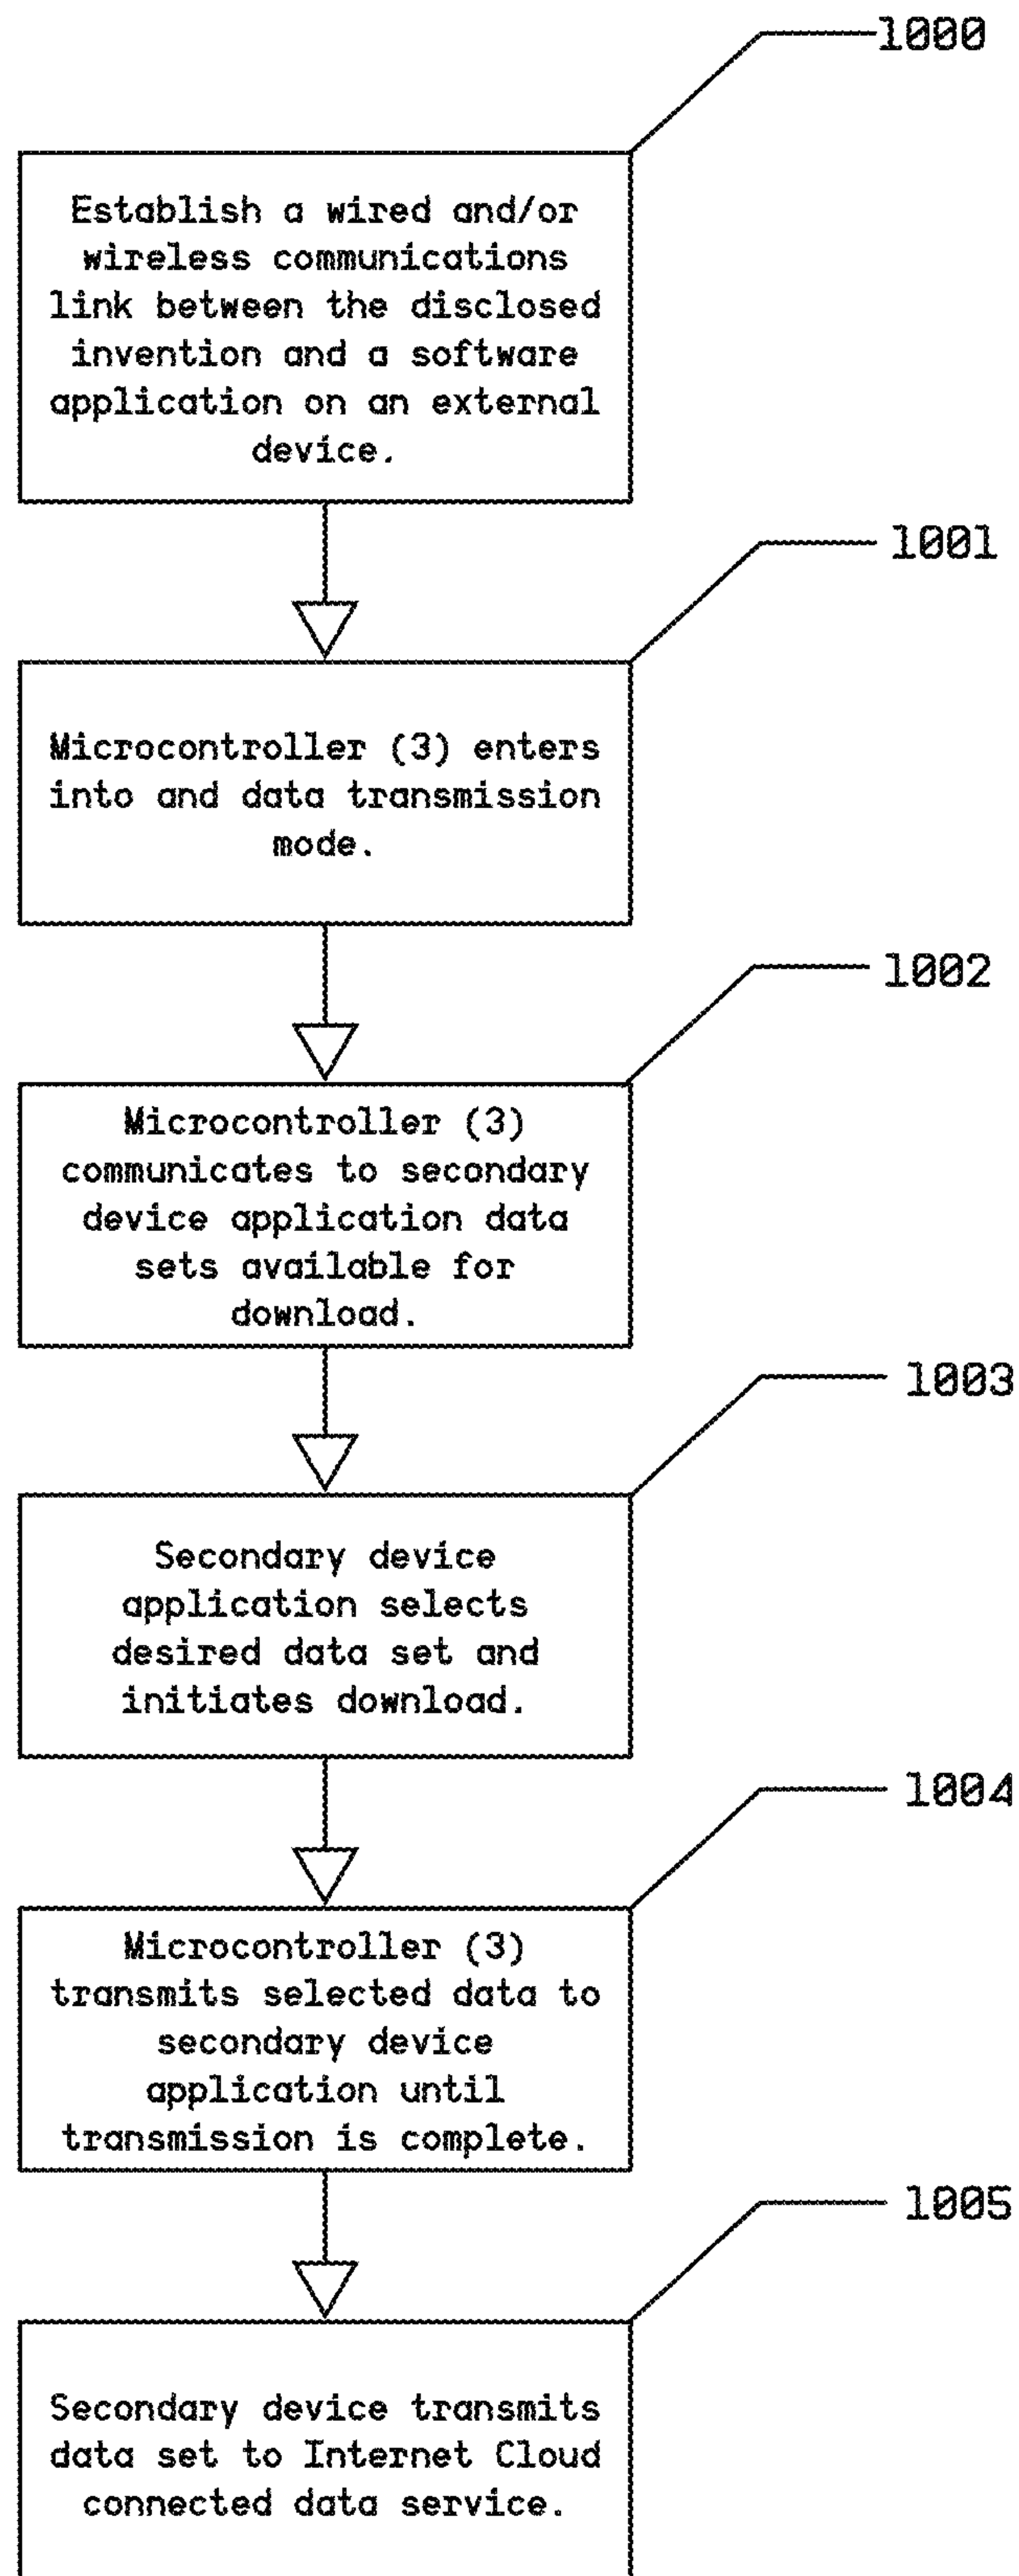 1000
Establish a wired and/or
wireless communications
link between the disclosed
invention and a software
application on an external
device.
1001
Microcontroller (3) enters
into and data transmission
mode.
1002
Microcontroller (3)
communicates to secondary
device application data
sets available for
download.
1003
Secondary device
application selects
desired data set and
initiates download.
1004
Microcontroller (3)
transmits selected data to
secondary device
application until
transmission is complete.
1005
Secondary device transmits
data set to Internet Cloud
connected data service.